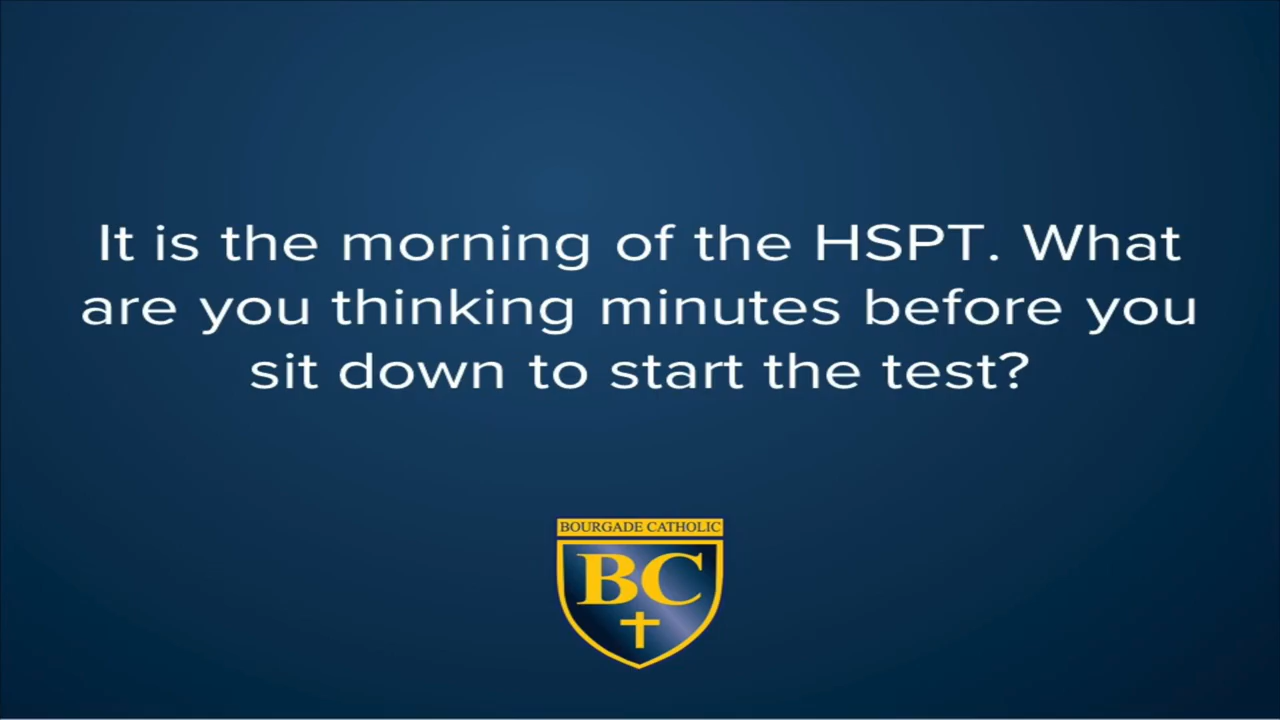 It is the morning of the HSPT. What
are you thinking minutes before you
sit down to start the test?
BOURGADE CATHOLIC
BC